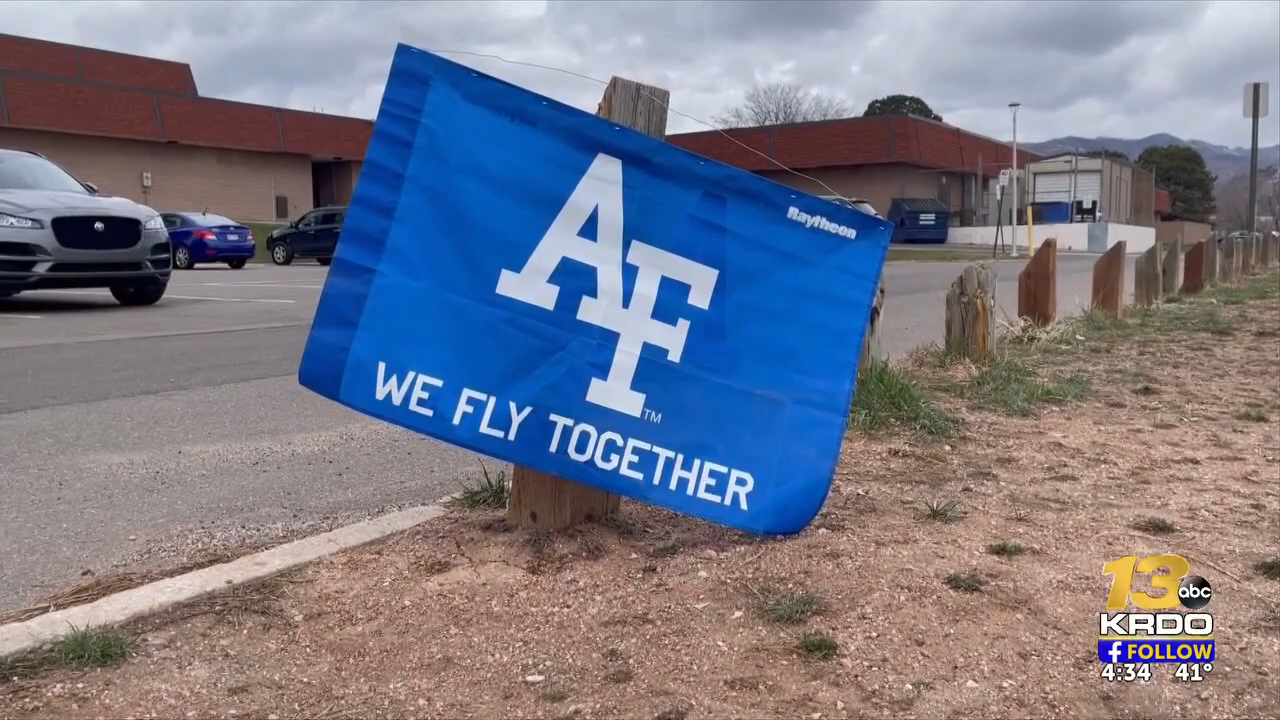 Raytheon
AF
TM
WE FLY TOGETHER
13
abc
KRDO
f FOLLOW
4:34 41°